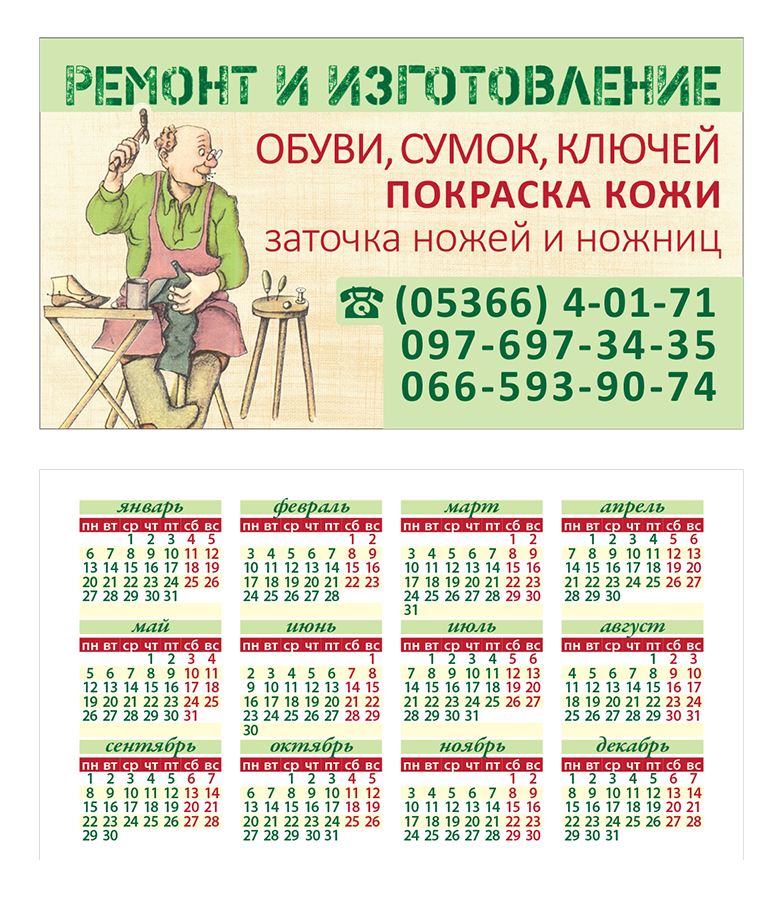 РЕМОНТ И ИЗГОТОВЛЕНИЕ
ОБУВИ, СУМОК, КЛЮЧЕЙ
ПОКРАСКА КОЖИ
заточка ножей и ножниц
☎ (05366) 4-01-71
097-697-34-35
066-593-90-74
январь
пн вт ср чт пт сб вс
1 2 3 4 5
6 7 8 9 10 11 12
13 14 15 16 17 18 19
20 21 22 23 24 25 26
27 28 29 30 31
февраль
пн вт ср чт пт сб вс
1 2
3 4 5 6 7 8 9
10 11 12 13 14 15 16
17 18 19 20 21 22 23
24 25 26 27 28
март
пн вт ср чт пт сб вс
1 2
3 4 5 6 7 8 9
10 11 12 13 14 15 16
17 18 19 20 21 22 23
24 25 26 27 28 29 30
31
апрель
пн вт ср чт пт сб вс
1 2 3 4 5 6
7 8 9 10 11 12 13
14 15 16 17 18 19 20
21 22 23 24 25 26 27
28 29 30
май
пн вт ср чт пт сб вс
1 2 3 4
5 6 7 8 9 10 11
12 13 14 15 16 17 18
19 20 21 22 23 24 25
26 27 28 29 30 31
июнь
пн вт ср чт пт сб вс
1
2 3 4 5 6 7 8
9 10 11 12 13 14 15
16 17 18 19 20 21 22
23 24 25 26 27 28 29
30
июль
пн вт ср чт пт сб вс
1 2 3 4 5 6
7 8 9 10 11 12 13
14 15 16 17 18 19 20
21 22 23 24 25 26 27
28 29 30 31
август
пн вт ср чт пт сб вс
1 2 3
4 5 6 7 8 9 10
11 12 13 14 15 16 17
18 19 20 21 22 23 24
25 26 27 28 29 30 31
сентябрь
пн вт ср чт пт сб вс
1 2 3 4 5 6 7
8 9 10 11 12 13 14
15 16 17 18 19 20 21
22 23 24 25 26 27 28
29 30
октябрь
пн вт ср чт пт сб вс
1 2 3 4 5
6 7 8 9 10 11 12
13 14 15 16 17 18 19
20 21 22 23 24 25 26
27 28 29 30 31
ноябрь
пн вт ср чт пт сб вс
1 2
3 4 5 6 7 8 9
10 11 12 13 14 15 16
17 18 19 20 21 22 23
24 25 26 27 28 29 30
декабрь
пн вт ср чт пт сб вс
1 2 3 4 5 6 7
8 9 10 11 12 13 14
15 16 17 18 19 20 21
22 23 24 25 26 27 28
29 30 31